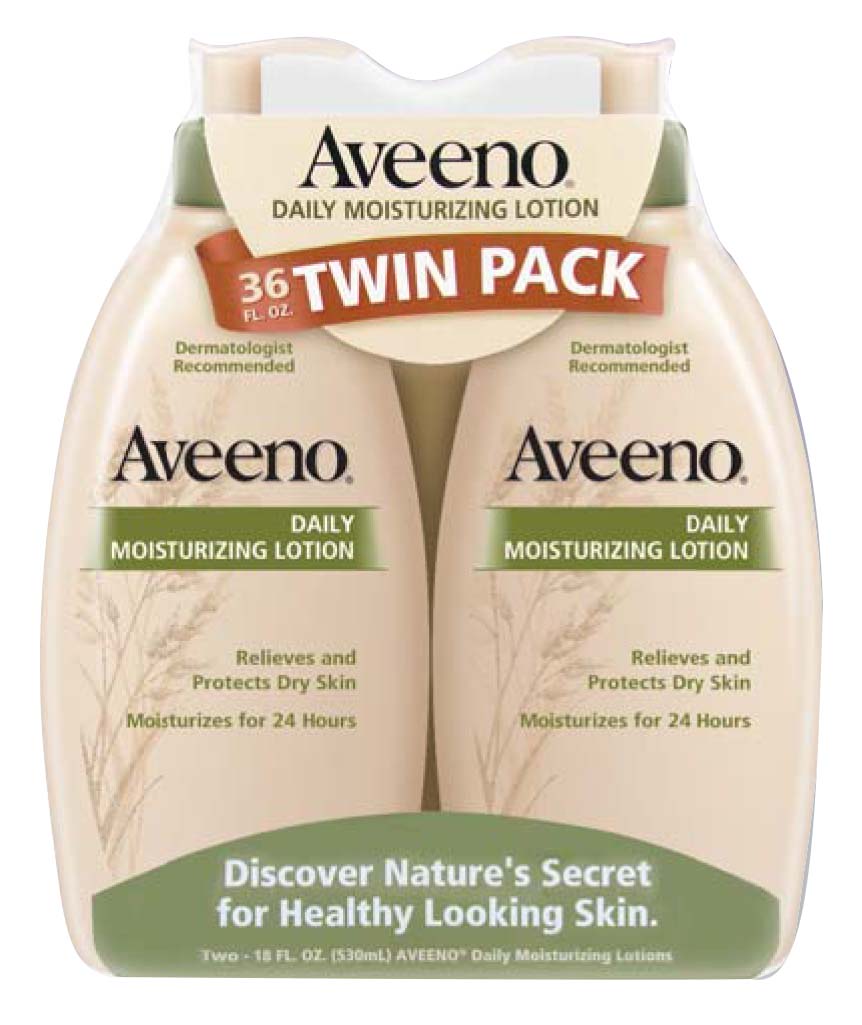 Aveeno®
DAILY MOISTURIZING LOTION
36
FL. OZ.
TWIN PACK
Dermatologist
Recommended
Aveeno®
DAILY
MOISTURIZING LOTION
Relieves and
Protects Dry Skin
Moisturizes for 24 Hours
Dermatologist
Recommended
Aveeno®
DAILY
MOISTURIZING LOTION
Relieves and
Protects Dry Skin
Moisturizes for 24 Hours
Discover Nature's Secret
for Healthy Looking Skin.
Two - 18 FL. OZ. (530mL) AVEENO® Daily Moisturizing Lotions